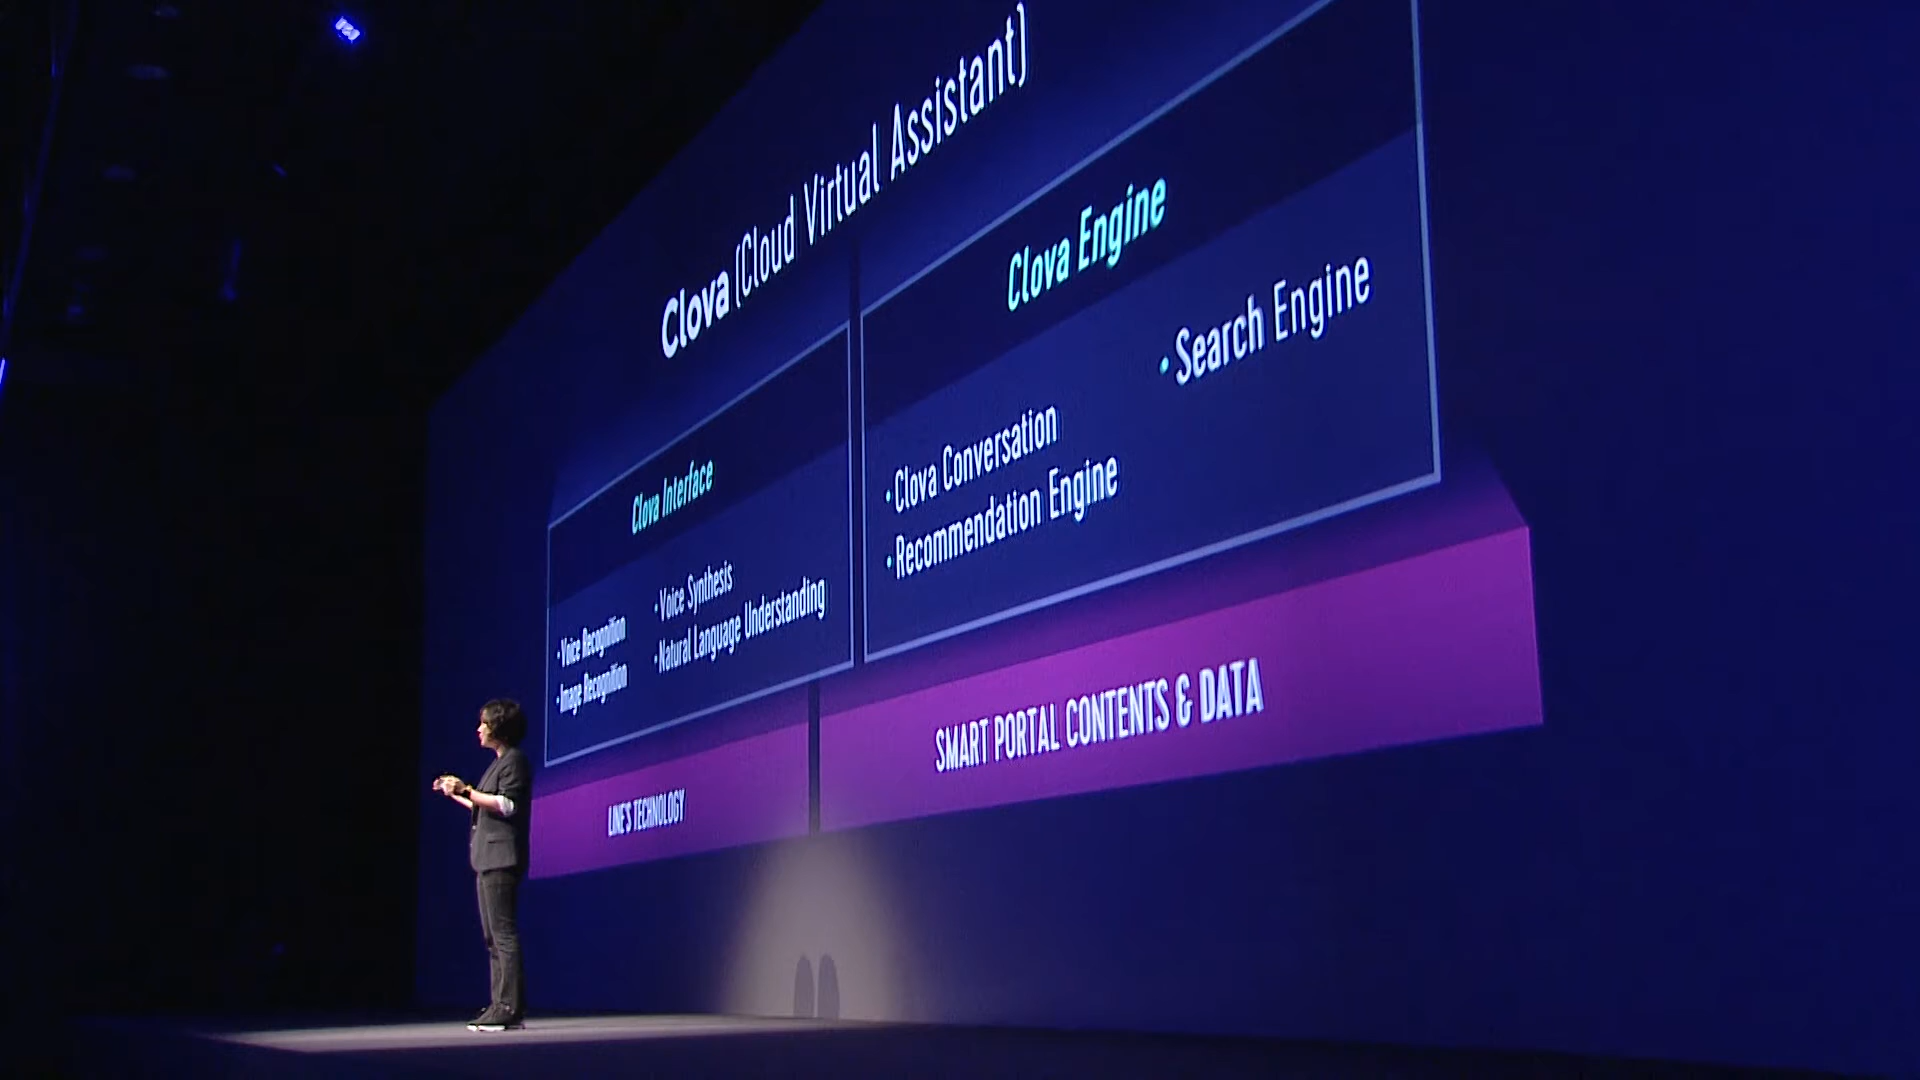 Clova (Cloud Virtual Assistant)
Clova Interface
• Voice Recognition
• Image Recognition
• Voice Synthesis
• Natural Language Understanding
Clova Engine
• Clova Conversation
• Recommendation Engine
• Search Engine
LINE'S TECHNOLOGY
SMART PORTAL CONTENTS & DATA